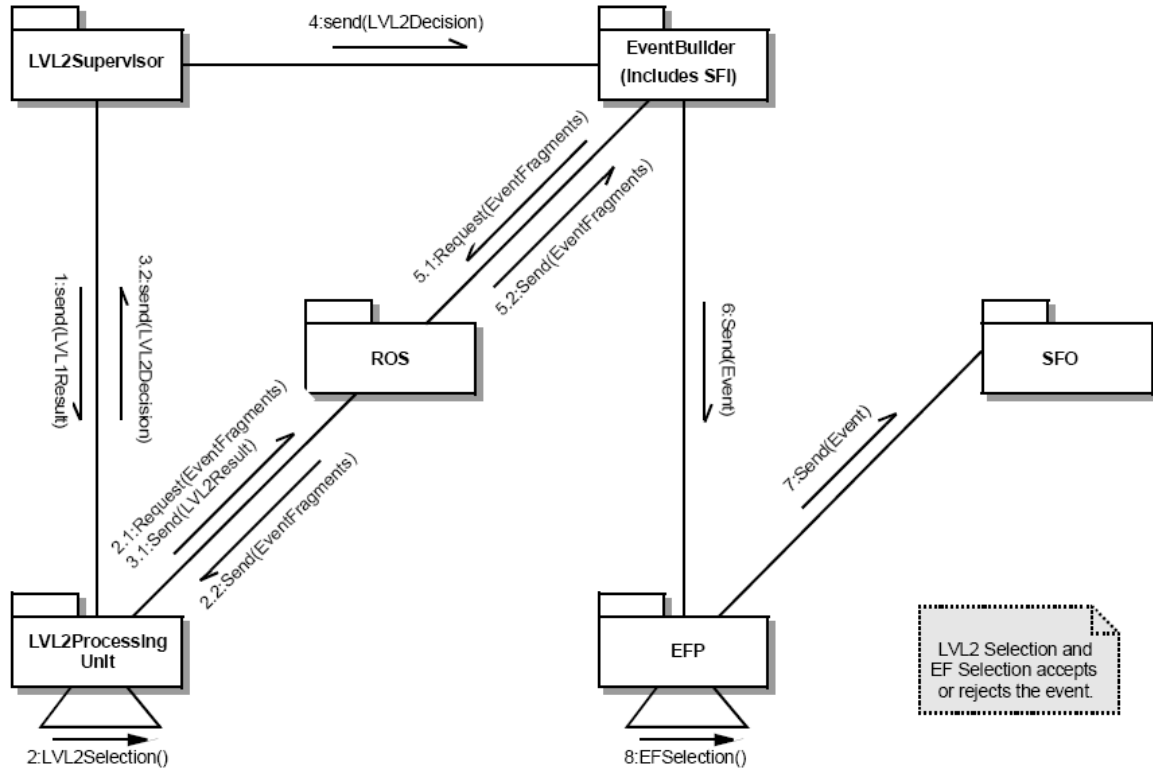 4:send(LVL2Decision)
LVL2Supervisor
EventBuilder
(Includes SFI)
5.1:Request(EventFragments)
5.2:Send(EventFragments)
1:send(LVL1Result)
3.2:send(LVL2Decision)
6:Send(Event)
ROS
SFO
7:Send(Event)
2.1:Request(EventFragments)
3.1:Send(LVL2Result)
2.2:Send(EventFragments)
LVL2Processing
Unit
EFP
LVL2 Selection and
EF Selection accepts
or rejects the event.
2:LVL2Selection()
8:EFSelection()